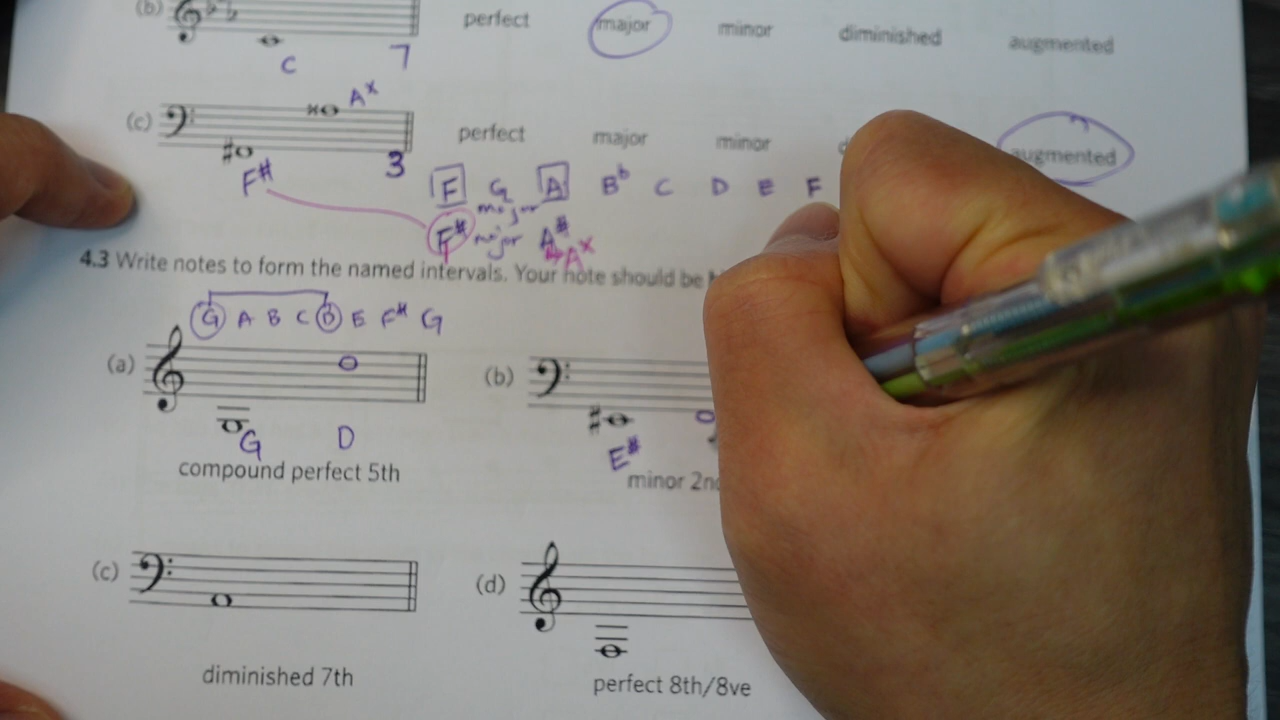 (b) perfect major minor diminished augmented
C 7
(c) A× perfect major minor augmented
F# 3
F G A B♭ C D E F
major
F# major A#
A×
4.3 Write notes to form the named intervals. Your note should be
G A B C D E F# G
(a) (b)
G D E#
compound perfect 5th minor 2nd
(c) (d)
diminished 7th perfect 8th/8ve